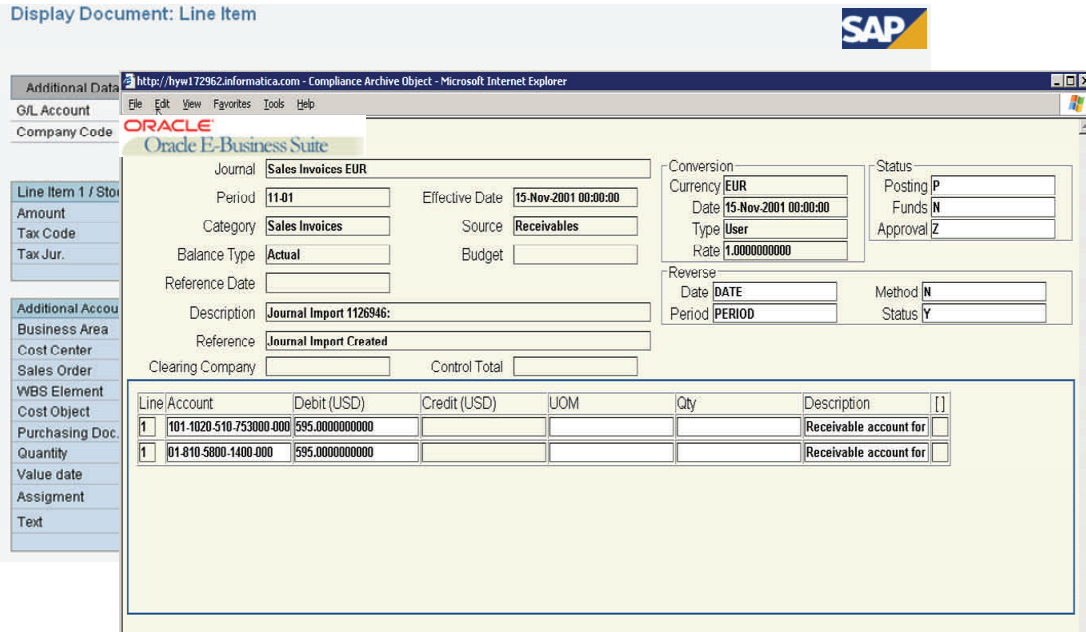 Display Document: Line Item
SAP
Additional Data
G/L Account
Company Code
Line Item 1 / Sto
Amount
Tax Code
Tax Jur.
Additional Accou
Business Area
Cost Center
Sales Order
WBS Element
Cost Object
Purchasing Doc.
Quantity
Value date
Assigment
Text
http://hyw172962.informatica.com - Compliance Archive Object - Microsoft Internet Explorer
File Edit View Favorites Tools Help
ORACLE
Oracle E-Business Suite
Journal Sales Invoices EUR
Period 11-01 Effective Date 15-Nov-2001 00:00:00
Category Sales Invoices Source Receivables
Balance Type Actual Budget
Reference Date
Description Journal Import 1126946:
Reference Journal Import Created
Clearing Company Control Total
Conversion
Currency EUR
Date 15-Nov-2001 00:00:00
Type User
Rate 1.0000000000
Status
Posting P
Funds N
Approval Z
Reverse
Date DATE Method N
Period PERIOD Status Y
Line Account Debit (USD) Credit (USD) UOM Qty Description [ ]
1 101-1020-510-753000-000 595.0000000000 Receivable account for
1 01-810-5800-1400-000 595.0000000000 Receivable account for